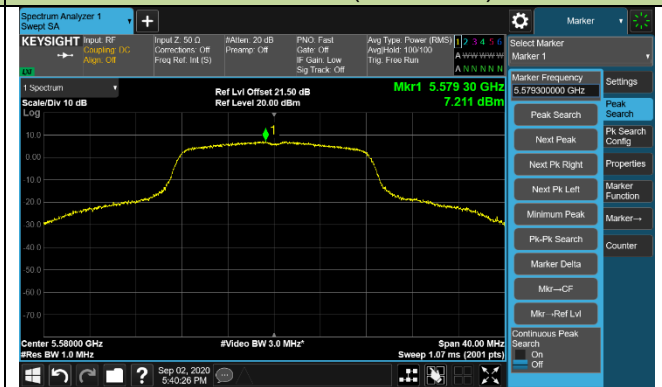 Spectrum Analyzer 1
Swept SA
Marker
KEYSIGHT
Input: RF
Coupling: DC
Align: Off
Input Z: 50 Ω
Corrections: Off
Freq Ref: Int (S)
#Atten: 20 dB
Preamp: Off
PNO: Fast
Gate: Off
IF Gain: Low
Sig Track: Off
Avg Type: Power (RMS)
Avg|Hold: 100/100
Trig: Free Run
1 2 3 4 5 6
A W W W W W
A N N N N N
Select Marker
Marker 1
1 Spectrum
Scale/Div 10 dB
Log
Ref Lvl Offset 21.50 dB
Ref Level 20.00 dBm
Mkr1 5.579 30 GHz
7.211 dBm
1
10.0
0.00
-10.0
-20.0
-30.0
-40.0
-50.0
-60.0
-70.0
Center 5.58000 GHz
#Res BW 1.0 MHz
#Video BW 3.0 MHz*
Span 40.00 MHz
Sweep 1.07 ms (2001 pts)
Marker Frequency
5.579300000 GHz
Peak Search
Next Peak
Next Pk Right
Next Pk Left
Minimum Peak
Pk-Pk Search
Marker Delta
Mkr→CF
Mkr→Ref Lvl
Continuous Peak
Search
On
Off
Settings
Peak
Search
Pk Search
Config
Properties
Marker
Function
Marker→
Counter
Sep 02, 2020
5:40:26 PM